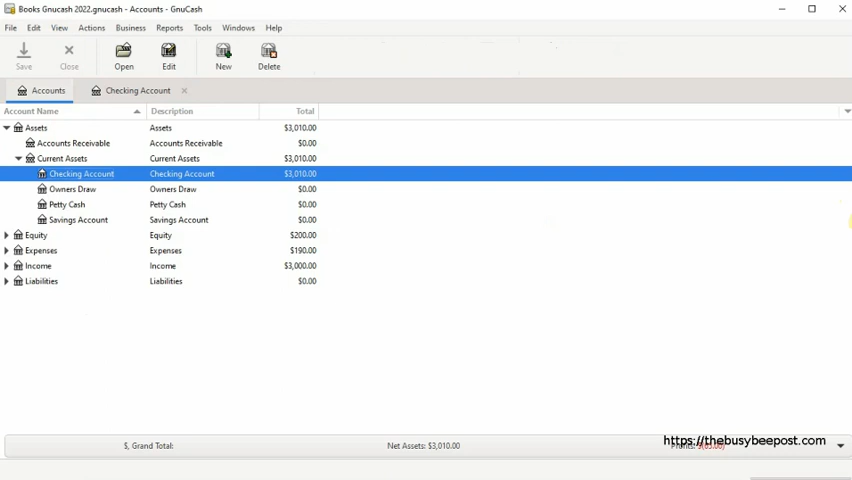 Books Gnucash 2022.gnucash - Accounts - GnuCash
File Edit View Actions Business Reports Tools Windows Help
Save Close Open Edit New Delete
Accounts Checking Account
Account Name Description Total
Assets Assets $3,010.00
Accounts Receivable Accounts Receivable $0.00
Current Assets Current Assets $3,010.00
Checking Account Checking Account $3,010.00
Owners Draw Owners Draw $0.00
Petty Cash Petty Cash $0.00
Savings Account Savings Account $0.00
Equity Equity $200.00
Expenses Expenses $190.00
Income Income $3,000.00
Liabilities Liabilities $0.00
$, Grand Total: Net Assets: $3,010.00 Profits:
https://thebusybeepost.com